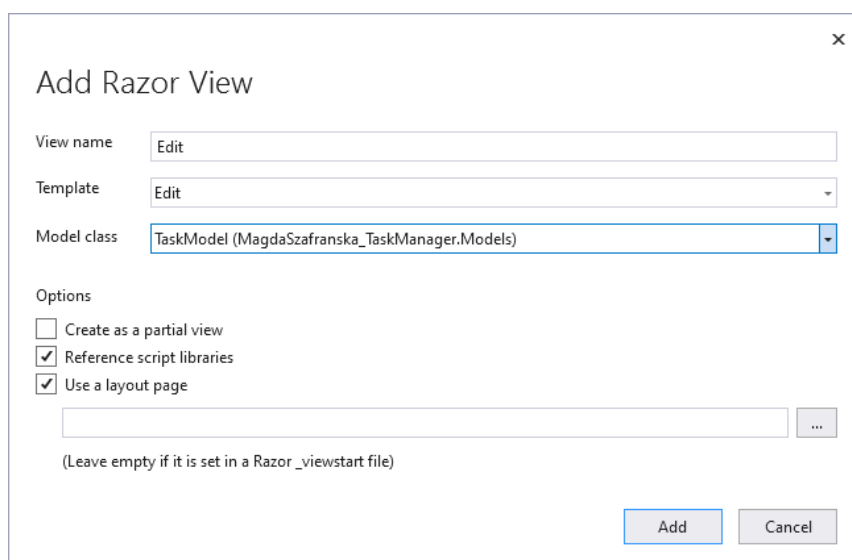 Add Razor View
View name Edit
Template Edit
Model class TaskModel (MagdaSzafranska_TaskManager.Models)
Options
Create as a partial view
Reference script libraries
Use a layout page
...
(Leave empty if it is set in a Razor _viewstart file)
Add Cancel